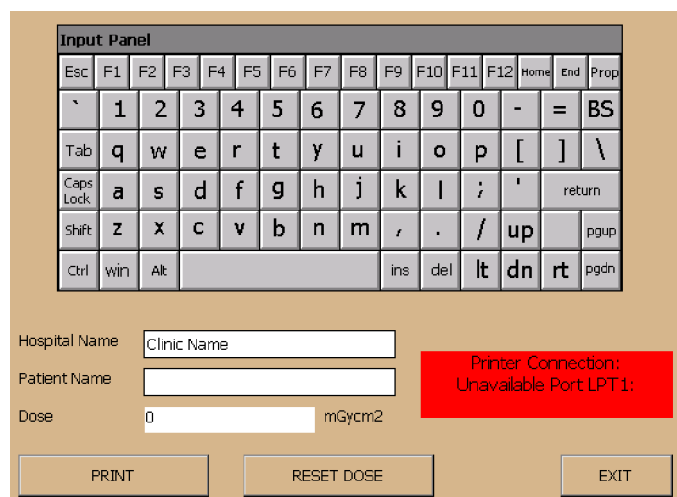 Input Panel
Esc F1 F2 F3 F4 F5 F6 F7 F8 F9 F10 F11 F12 Home End Prop
` 1 2 3 4 5 6 7 8 9 0 - = BS
Tab q w e r t y u i o p [ ] \
Caps Lock a s d f g h j k l ; ' return
Shift z x c v b n m , . / up pgup
Ctrl win Alt ins del lt dn rt pgdn
Hospital Name Clinic Name
Printer Connection:
Patient Name
Unavailable Port LPT1:
Dose 0 mGycm2
PRINT RESET DOSE EXIT